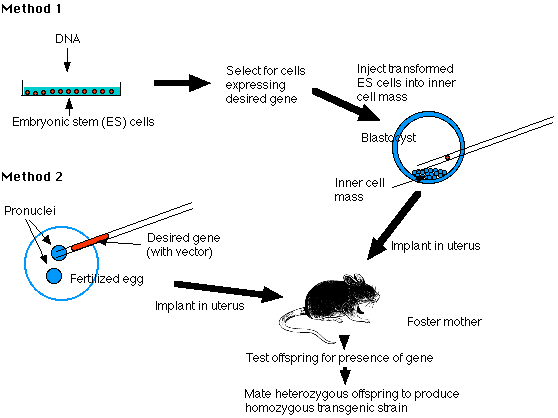 Method 1
DNA
Embryonic stem (ES) cells
Select for cells
expressing
desired gene
Inject transformed
ES cells into inner
cell mass
Blastocyst
Inner cell
mass
Implant in uterus
Method 2
Pronuclei
Desired gene
(with vector)
Fertilized egg
Implant in uterus
Foster mother
Test offspring for presence of gene
Mate heterozygous offspring to produce
homozygous transgenic strain